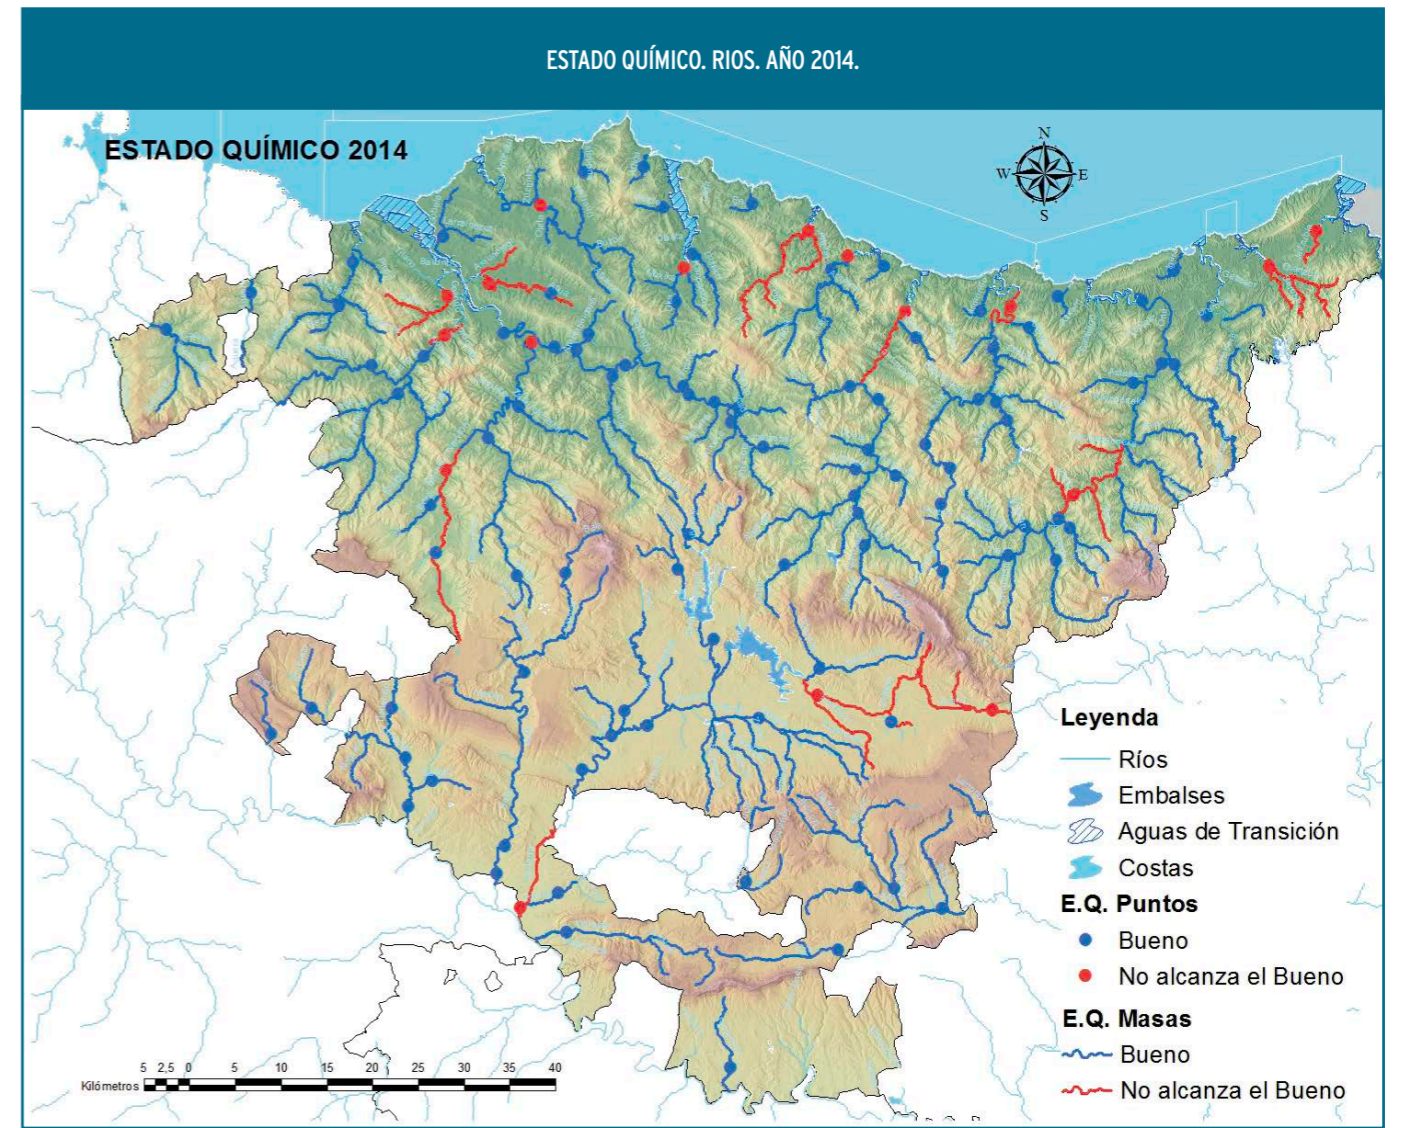 ESTADO QUÍMICO. RIOS. AÑO 2014.
ESTADO QUÍMICO 2014
N
W E
S
Leyenda
Ríos
Embalses
Aguas de Transición
Costas
E.Q. Puntos
Bueno
No alcanza el Bueno
E.Q. Masas
Bueno
No alcanza el Bueno
5 2,5 0 5 10 15 20 25 30 35 40
Kilómetros